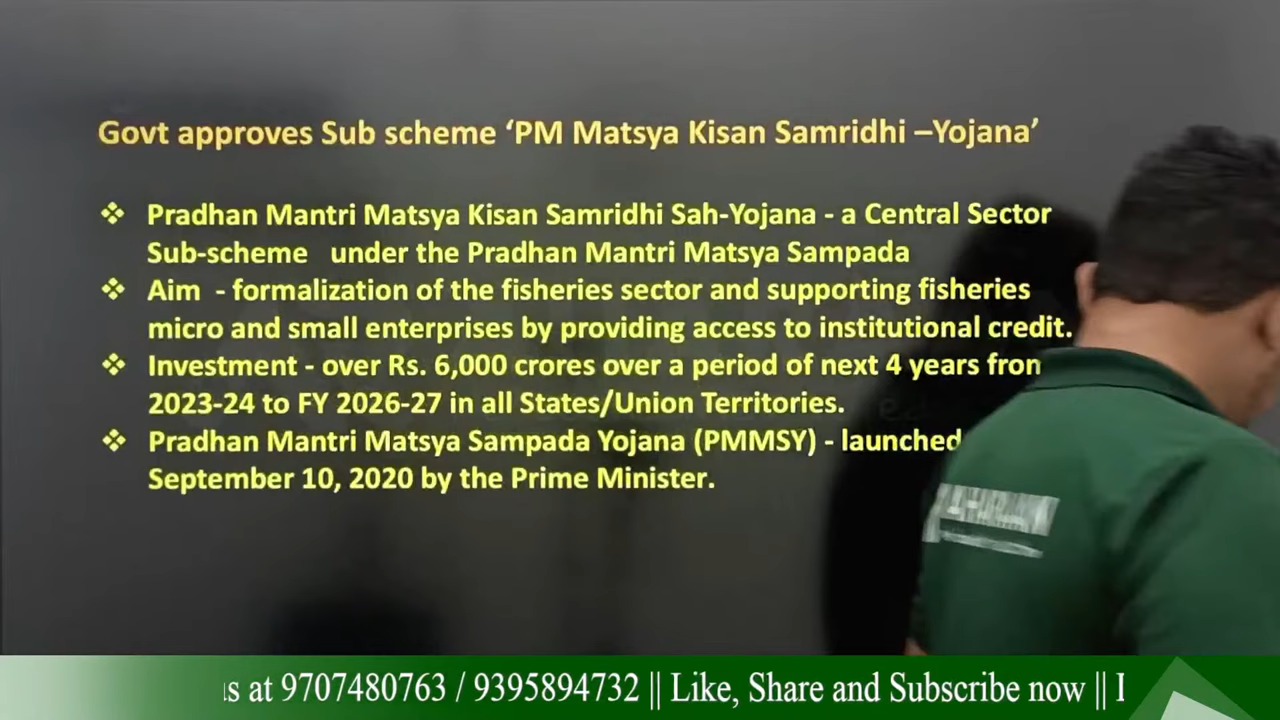 Govt approves Sub scheme ‘PM Matsya Kisan Samridhi –Yojana’
❖ Pradhan Mantri Matsya Kisan Samridhi Sah-Yojana - a Central Sector
Sub-scheme under the Pradhan Mantri Matsya Sampada
❖ Aim - formalization of the fisheries sector and supporting fisheries
micro and small enterprises by providing access to institutional credit.
❖ Investment - over Rs. 6,000 crores over a period of next 4 years
2023-24 to FY 2026-27 in all States/Union Territories.
❖ Pradhan Mantri Matsya Sampada Yojana (PMMSY) - launched
September 10, 2020 by the Prime Minister.
at 9707480763 / 9395894732 || Like, Share and Subscribe now ||